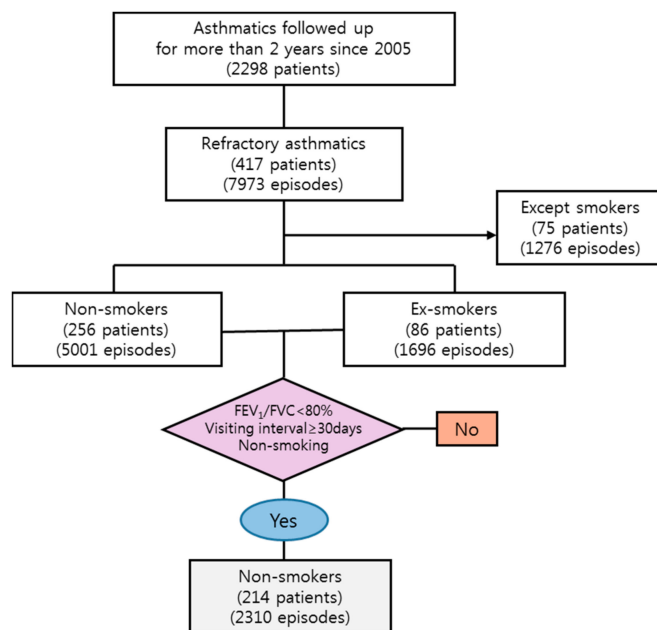 Asthmatics followed up
for more than 2 years since 2005
(2298 patients)
Refractory asthmatics
(417 patients)
(7973 episodes)
Except smokers
(75 patients)
(1276 episodes)
Non-smokers
(256 patients)
(5001 episodes)
Ex-smokers
(86 patients)
(1696 episodes)
FEV₁/FVC<80%
Visiting interval≥30days
Non-smoking
No
Yes
Non-smokers
(214 patients)
(2310 episodes)